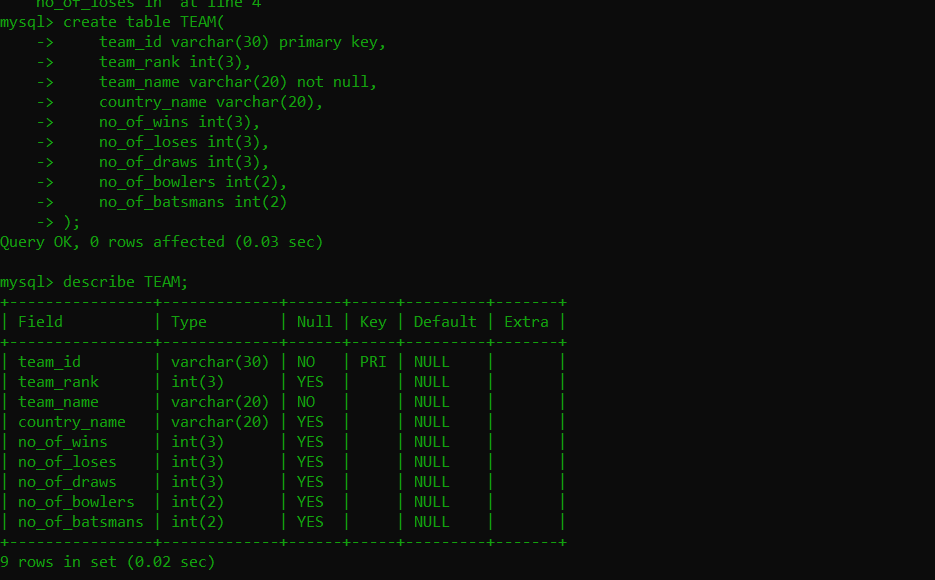 no_of_loses in' at line 4
mysql> create table TEAM(
    ->     team_id varchar(30) primary key,
    ->     team_rank int(3),
    ->     team_name varchar(20) not null,
    ->     country_name varchar(20),
    ->     no_of_wins int(3),
    ->     no_of_loses int(3),
    ->     no_of_draws int(3),
    ->     no_of_bowlers int(2),
    ->     no_of_batsmans int(2)
    -> );
Query OK, 0 rows affected (0.03 sec)
mysql> describe TEAM;
+----------------+-------------+------+-----+---------+-------+
| Field          | Type        | Null | Key | Default | Extra |
+----------------+-------------+------+-----+---------+-------+
| team_id        | varchar(30) | NO   | PRI | NULL    |       |
| team_rank      | int(3)      | YES  |     | NULL    |       |
| team_name      | varchar(20) | NO   |     | NULL    |       |
| country_name   | varchar(20) | YES  |     | NULL    |       |
| no_of_wins     | int(3)      | YES  |     | NULL    |       |
| no_of_loses    | int(3)      | YES  |     | NULL    |       |
| no_of_draws    | int(3)      | YES  |     | NULL    |       |
| no_of_bowlers  | int(2)      | YES  |     | NULL    |       |
| no_of_batsmans | int(2)      | YES  |     | NULL    |       |
+----------------+-------------+------+-----+---------+-------+
9 rows in set (0.02 sec)